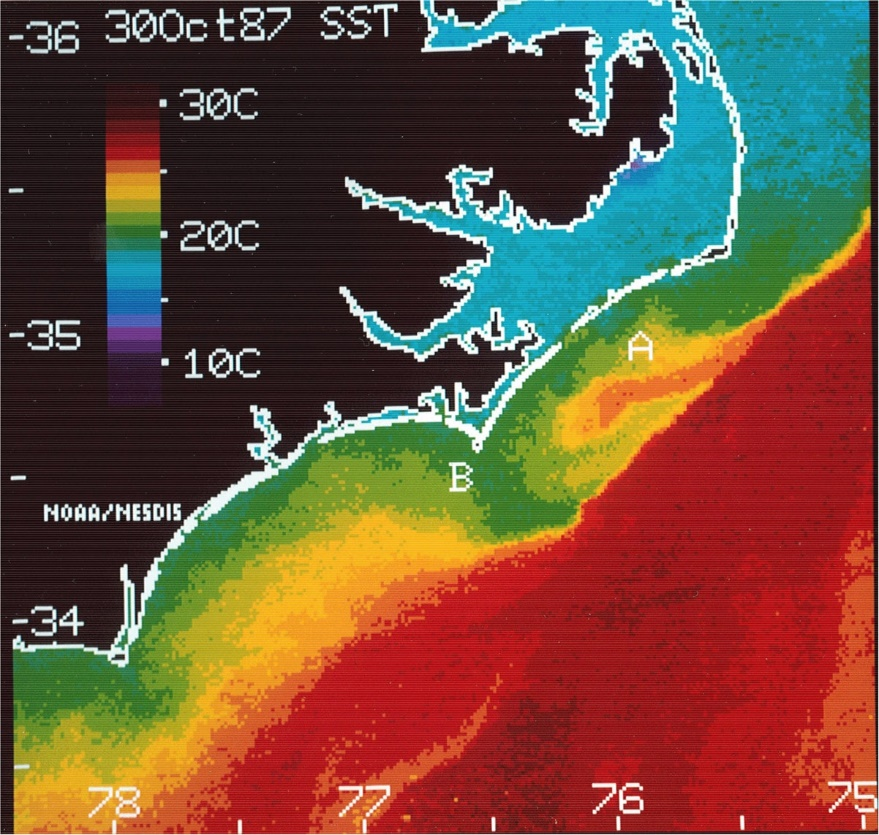 -36 30Oct87 SST
30C
20C
-35
A
10C
B
NOAA/NESDIS
-34
78 77 76 75